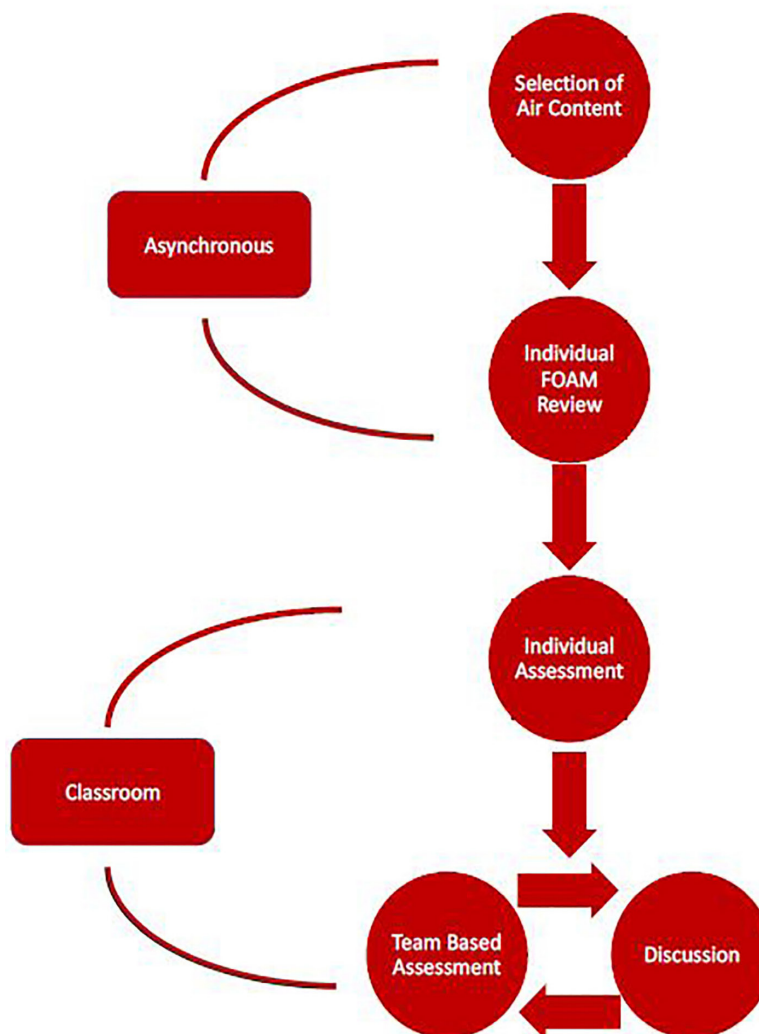 Selection of
Air Content
Asynchronous
Individual
FOAM
Review
Individual
Assessment
Classroom
Team Based
Assessment
Discussion